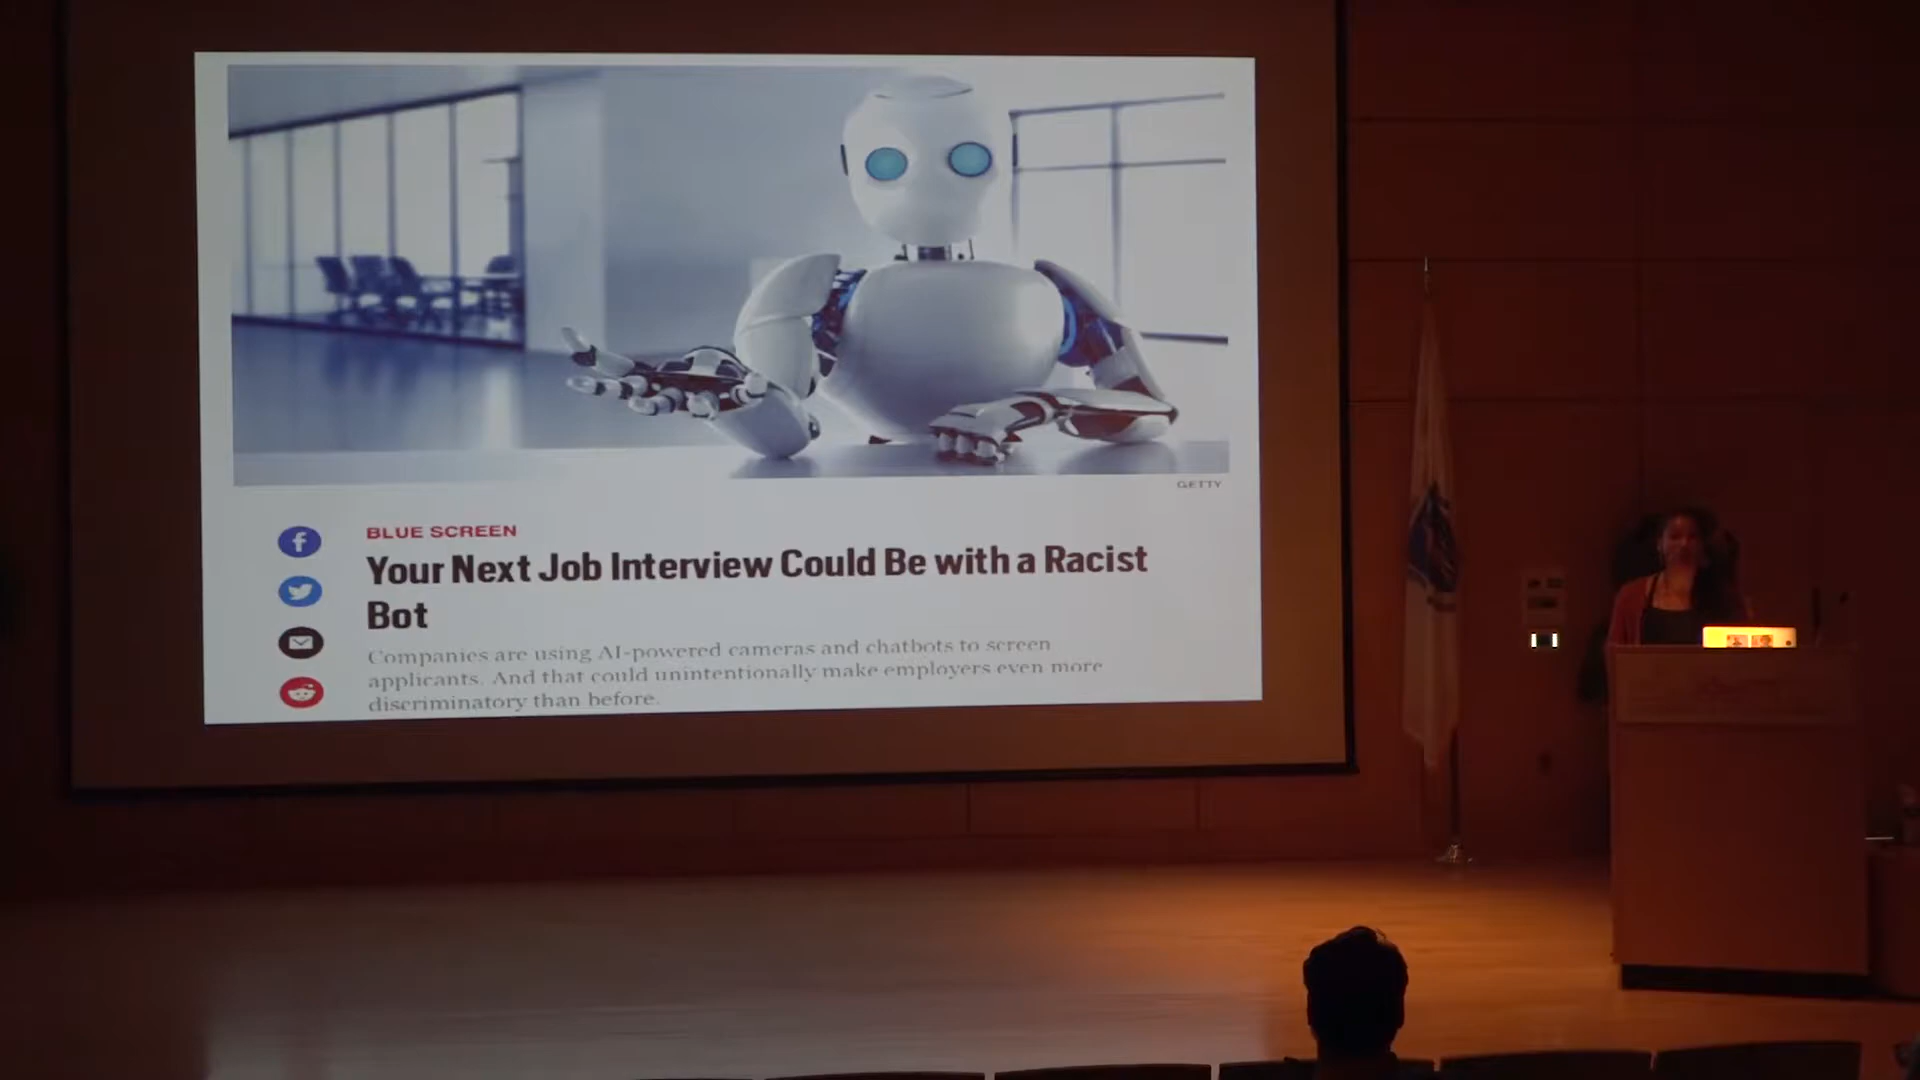 GETTY
BLUE SCREEN
Your Next Job Interview Could Be with a Racist
Bot
Companies are using AI-powered cameras and chatbots to screen
applicants. And that could unintentionally make employers even more
discriminatory than before.